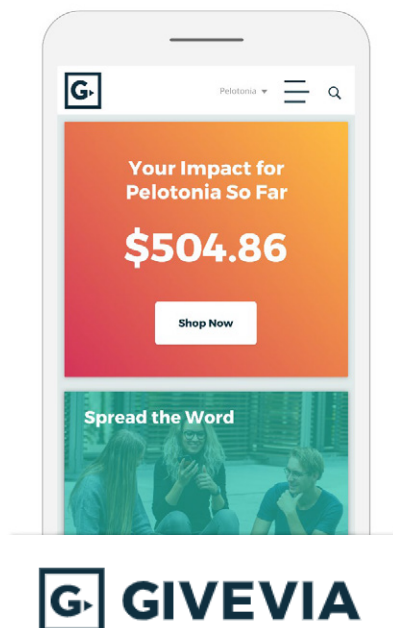 G
Pelotonia
Your Impact for
Pelotonia So Far
$504.86
Shop Now
Spread the Word
G GIVEVIA